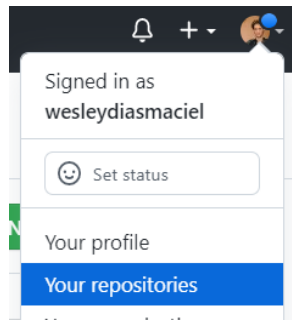 Signed in as
wesleydiasmaciel
Set status
N
Your profile
Your repositories